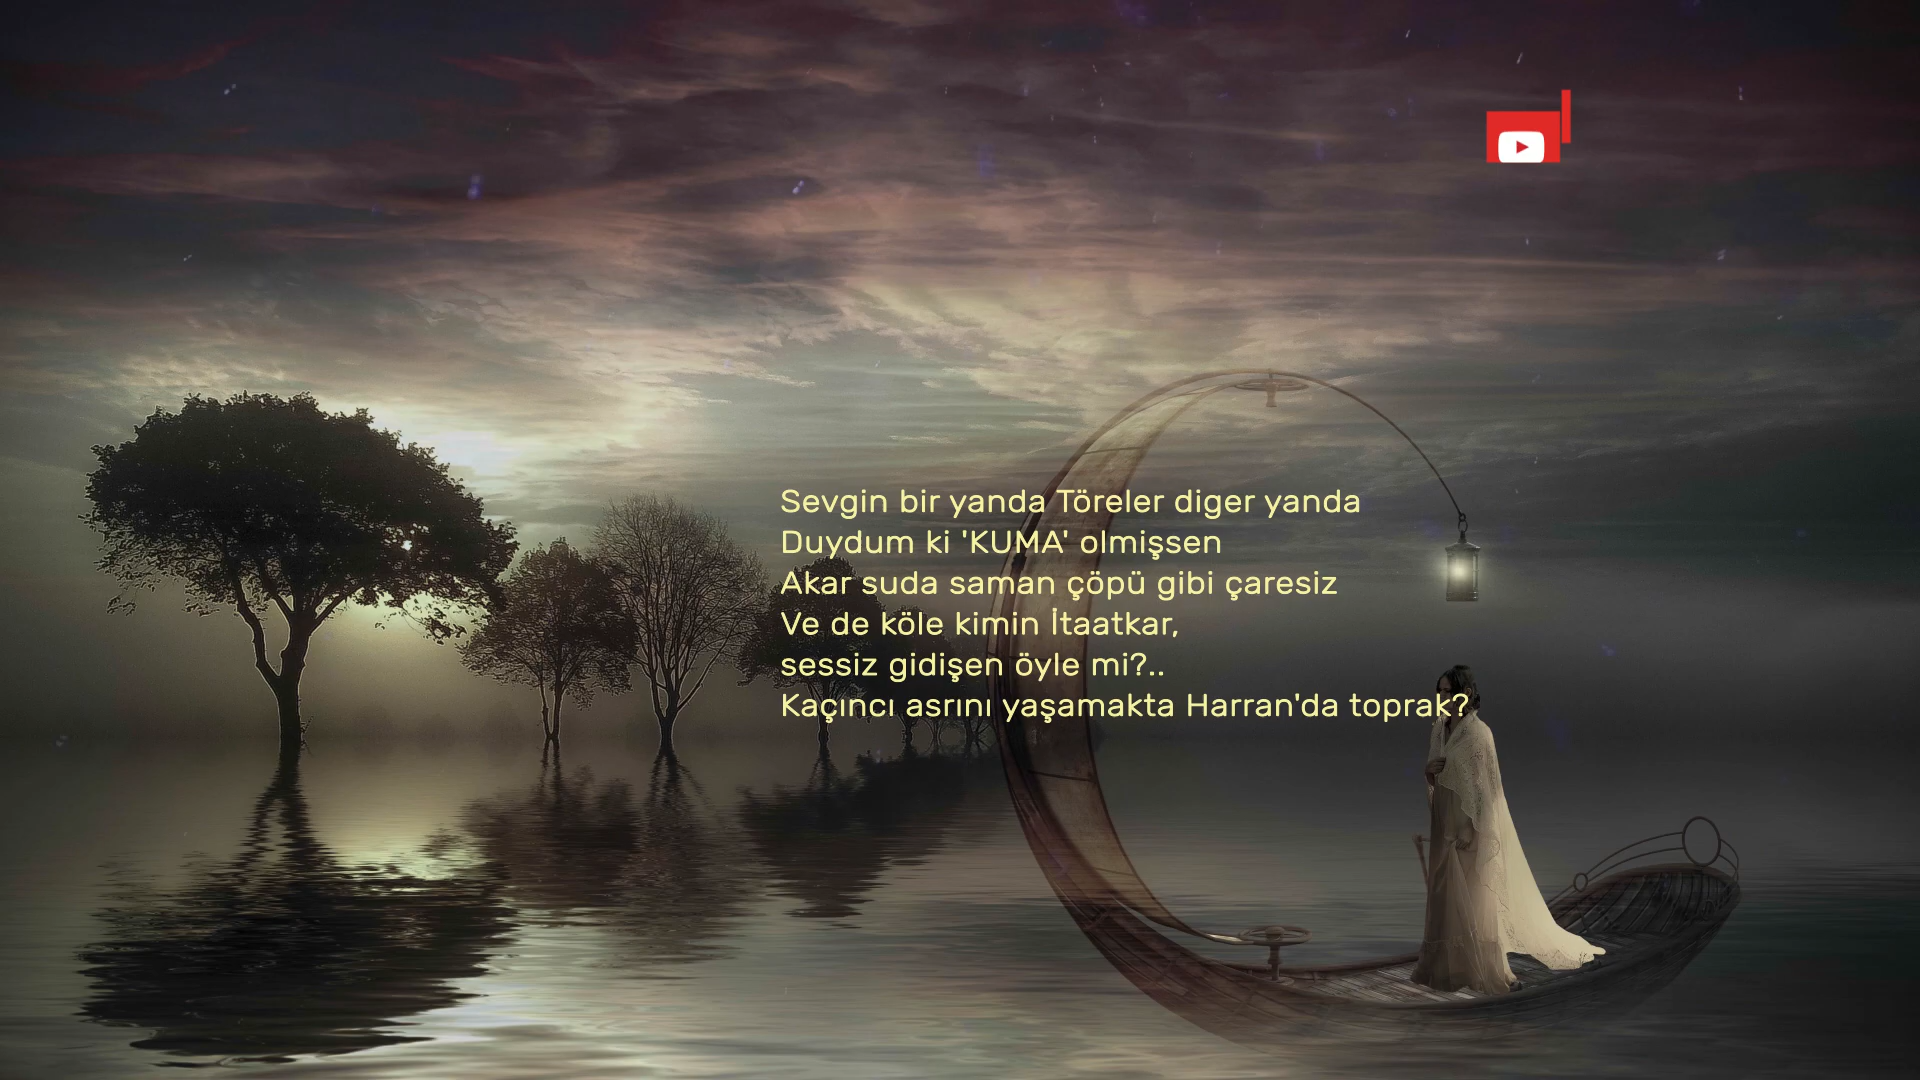 Sevgin bir yanda Töreler diger yanda
Duydum ki 'KUMA' olmişsen
Akar suda saman çöpü gibi çaresiz
Ve de köle kimin İtaatkar,
sessiz gidişen öyle mi?..
Kaçıncı asrını yaşamakta Harran'da toprak?